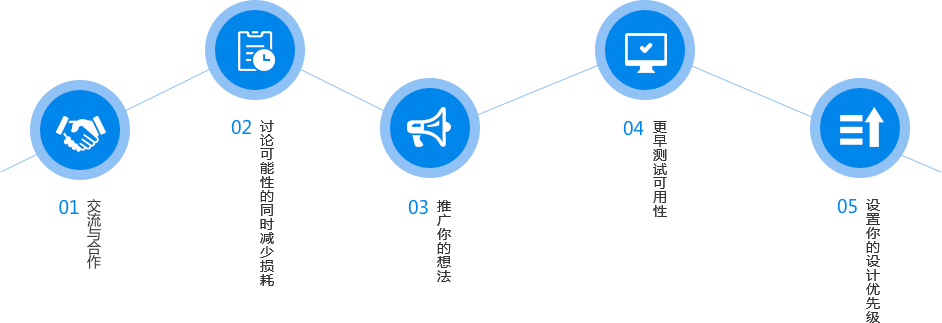 01 交流与合作
02 讨论可能性的同时减少损耗
03 推广你的想法
04 更早测试可用性
05 设置你的设计优先级